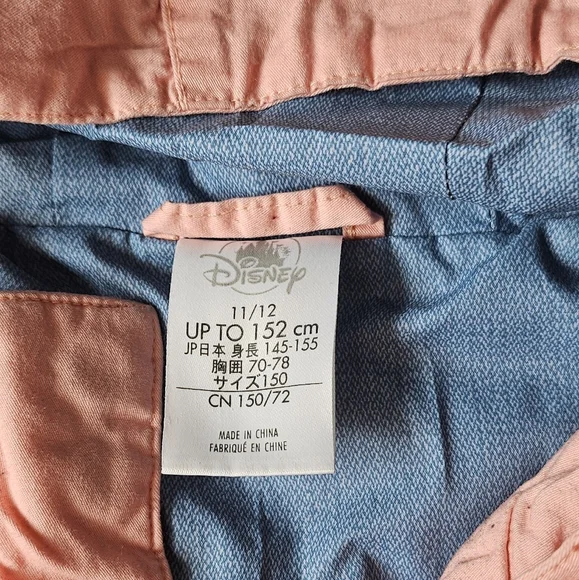 Disney
11/12
UP TO 152 cm
JP日本 身長 145-155
胸囲 70-78
サイズ150
CN 150/72
MADE IN CHINA
FABRIQUÉ EN CHINE